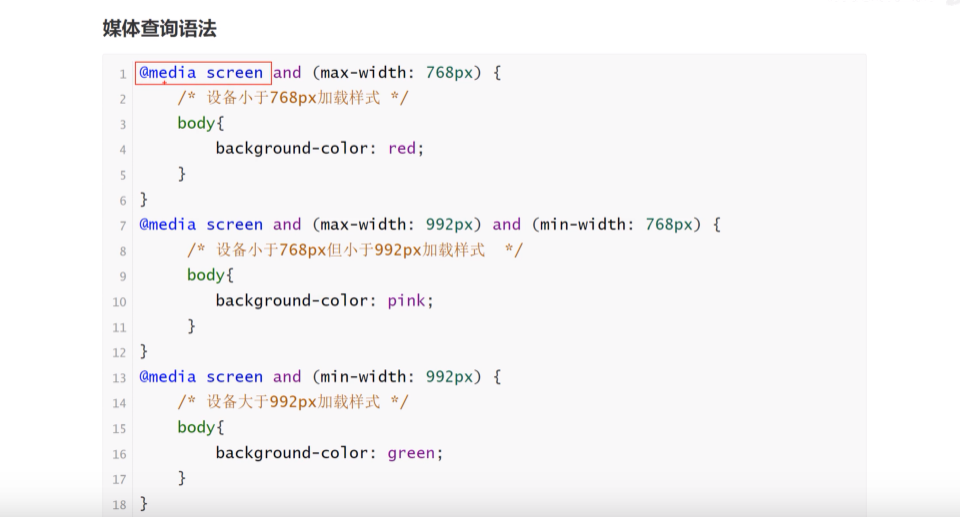 媒体查询语法
1 @media screen and (max-width: 768px) {
2 /* 设备小于768px加载样式 */
3 body{
4 background-color: red;
5 }
6 }
7 @media screen and (max-width: 992px) and (min-width: 768px) {
8 /* 设备小于768px但小于992px加载样式 */
9 body{
10 background-color: pink;
11 }
12 }
13 @media screen and (min-width: 992px) {
14 /* 设备大于992px加载样式 */
15 body{
16 background-color: green;
17 }
18 }